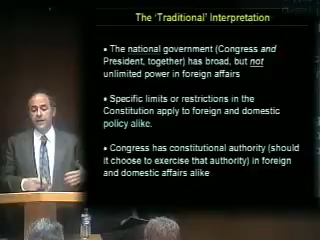 The 'Traditional' Interpretation
• The national government (Congress and
President, together) has broad, but not
unlimited power in foreign affairs
• Specific limits or restrictions in the
Constitution apply to foreign and domestic
policy alike.
• Congress has constitutional authority (should
it choose to exercise that authority) in foreign
and domestic affairs alike